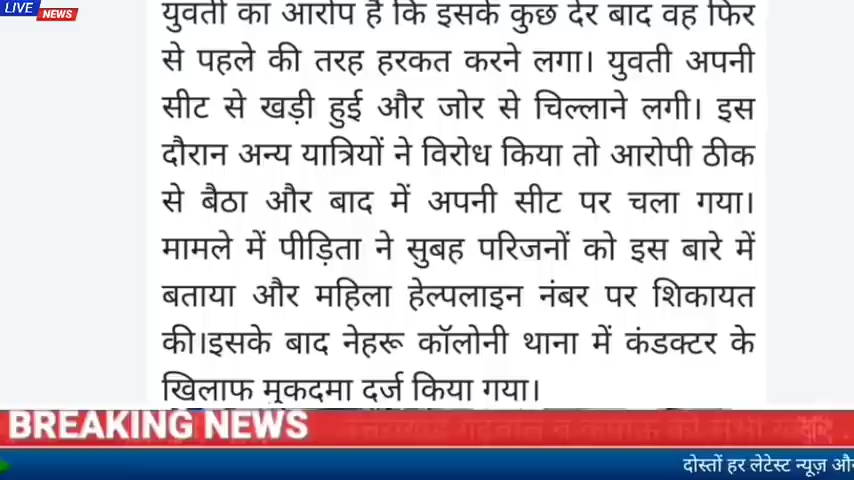 LIVE
NEWS
युवती का आरोप है कि इसके कुछ देर बाद वह फिर
से पहले की तरह हरकत करने लगा। युवती अपनी
सीट से खड़ी हुई और जोर से चिल्लाने लगी। इस
दौरान अन्य यात्रियों ने विरोध किया तो आरोपी ठीक
से बैठा और बाद में अपनी सीट पर चला गया।
मामले में पीड़िता ने सुबह परिजनों को इस बारे में
बताया और महिला हेल्पलाइन नंबर पर शिकायत
की।इसके बाद नेहरू कॉलोनी थाना में कंडक्टर के
खिलाफ मुकदमा दर्ज किया गया।
BREAKING NEWS
दोस्तों हर लेटेस्ट न्यूज़ औ